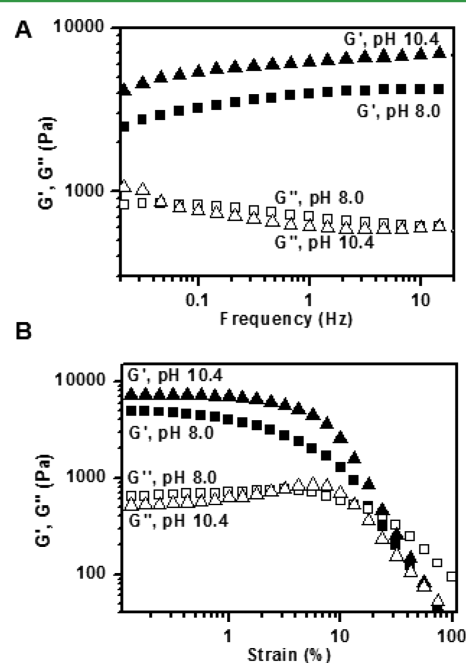 A
10000
G', pH 10.4
G', pH 8.0
G', G" (Pa)
1000
G", pH 8.0
G", pH 10.4
0.1 1 10
Frequency (Hz)
B
10000
G', pH 10.4
G', pH 8.0
G', G" (Pa)
1000
G", pH 8.0
G", pH 10.4
100
1 10 100
Strain (%)